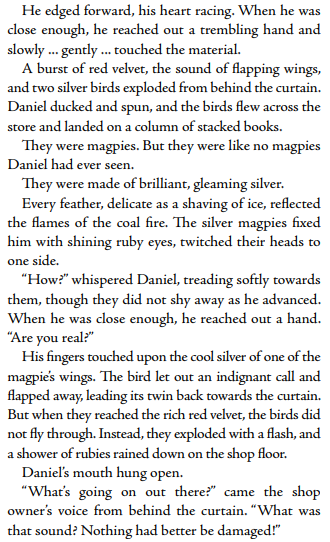 He edged forward, his heart racing. When he was
close enough, he reached out a trembling hand and
slowly ... gently ... touched the material.
A burst of red velvet, the sound of flapping wings,
and two silver birds exploded from behind the curtain.
Daniel ducked and spun, and the birds flew across the
store and landed on a column of stacked books.
They were magpies. But they were like no magpies
Daniel had ever seen.
They were made of brilliant, gleaming silver.
Every feather, delicate as a shaving of ice, reflected
the flames of the coal fire. The silver magpies fixed
him with shining ruby eyes, twitched their heads to
one side.
“How?” whispered Daniel, treading softly towards
them, though they did not shy away as he advanced.
When he was close enough, he reached out a hand.
“Are you real?”
His fingers touched upon the cool silver of one of the
magpie’s wings. The bird let out an indignant call and
flapped away, leading its twin back towards the curtain.
But when they reached the rich red velvet, the birds did
not fly through. Instead, they exploded with a flash, and
a shower of rubies rained down on the shop floor.
Daniel’s mouth hung open.
“What’s going on out there?” came the shop
owner’s voice from behind the curtain. “What was
that sound? Nothing had better be damaged!”